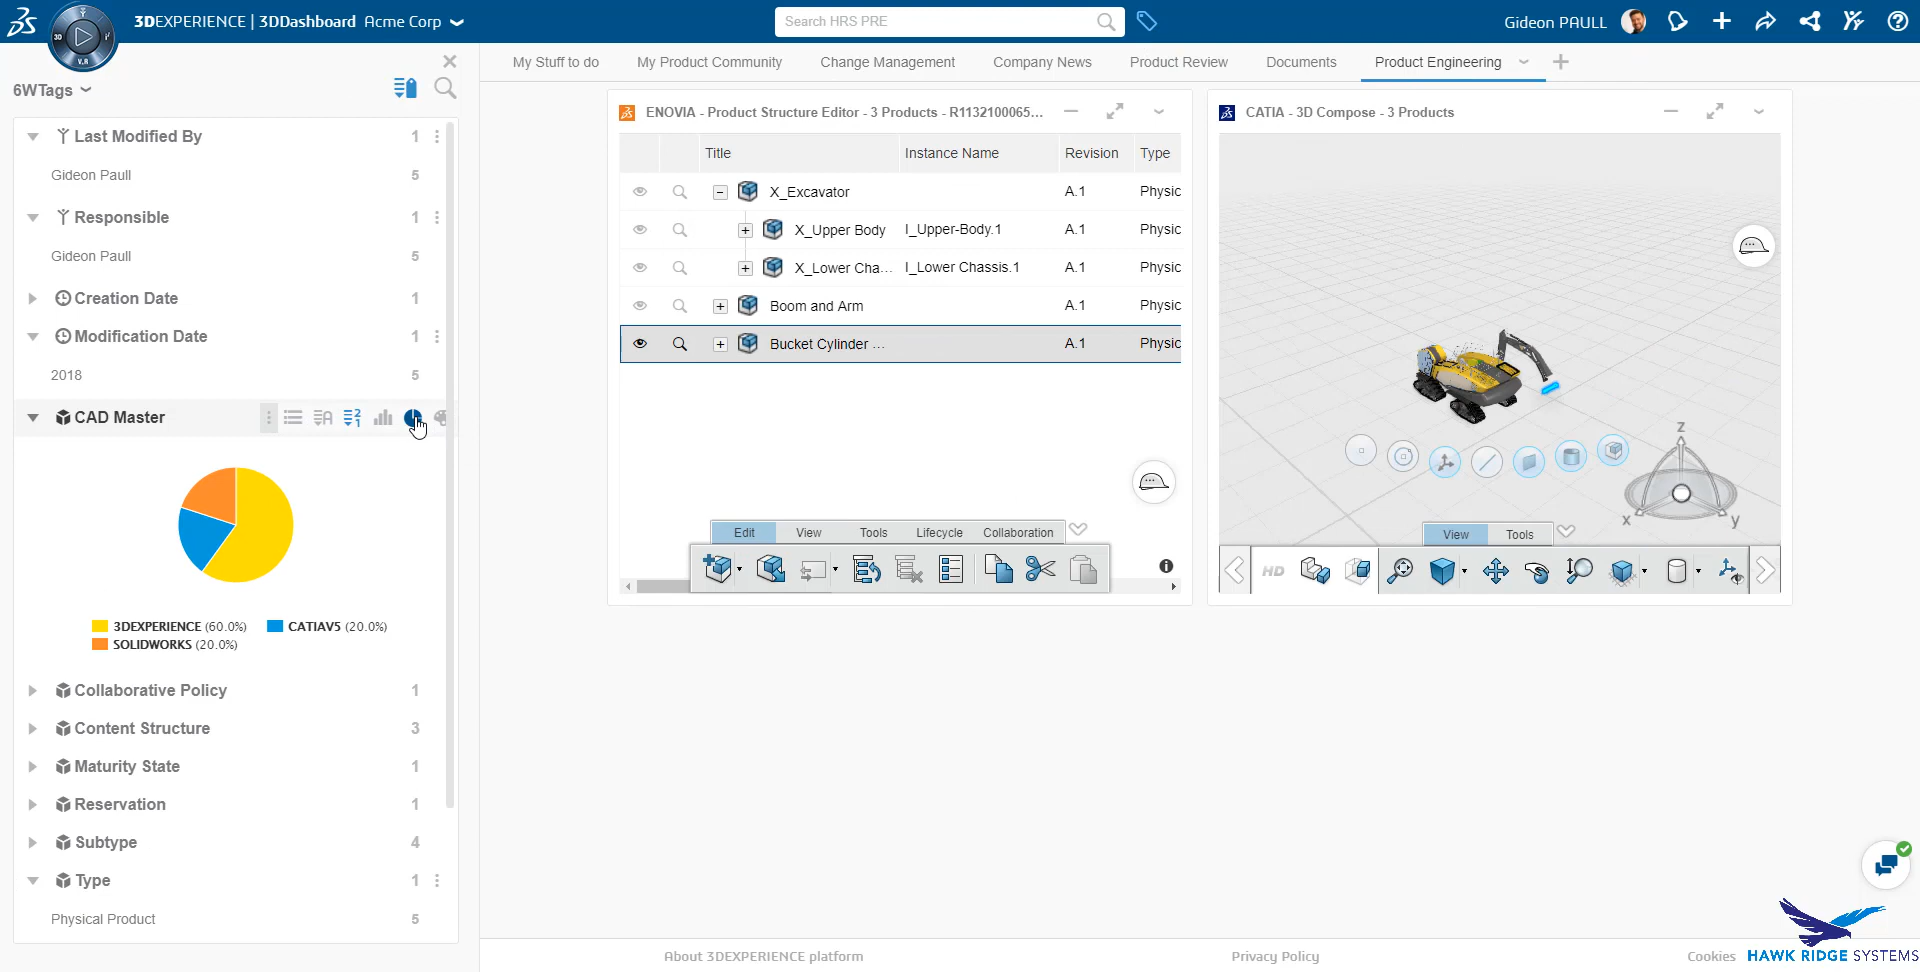 3DEXPERIENCE | 3DDashboard Acme Corp
Search HRS PRE
Gideon PAULL
3D
V.R
6WTags
My Stuff to do
My Product Community
Change Management
Company News
Product Review
Documents
Product Engineering
Last Modified By 1
Gideon Paull 5
Responsible 1
Gideon Paull 5
Creation Date 1
Modification Date 1
2018 5
CAD Master
3DEXPERIENCE (60.0%) CATIAV5 (20.0%)
SOLIDWORKS (20.0%)
Collaborative Policy 1
Content Structure 3
Maturity State 1
Reservation 1
Subtype 4
Type 1
Physical Product 5
ENOVIA - Product Structure Editor - 3 Products - R1132100065...
Title Instance Name Revision Type
X_Excavator A.1 Physic
X_Upper Body I_Upper-Body.1 A.1 Physic
X_Lower Cha... I_Lower Chassis.1 A.1 Physic
Boom and Arm A.1 Physic
Bucket Cylinder ... A.1 Physic
Edit View Tools Lifecycle Collaboration
CATIA - 3D Compose - 3 Products
z
x
y
View Tools
HD
About 3DEXPERIENCE platform
Privacy Policy
Cookies
HAWK RIDGE SYSTEMS